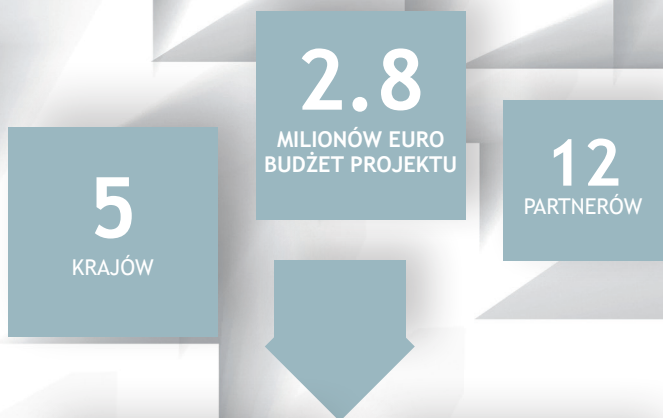 5
KRAJÓW
2.8
MILIONÓW EURO
BUDŻET PROJEKTU
12
PARTNERÓW